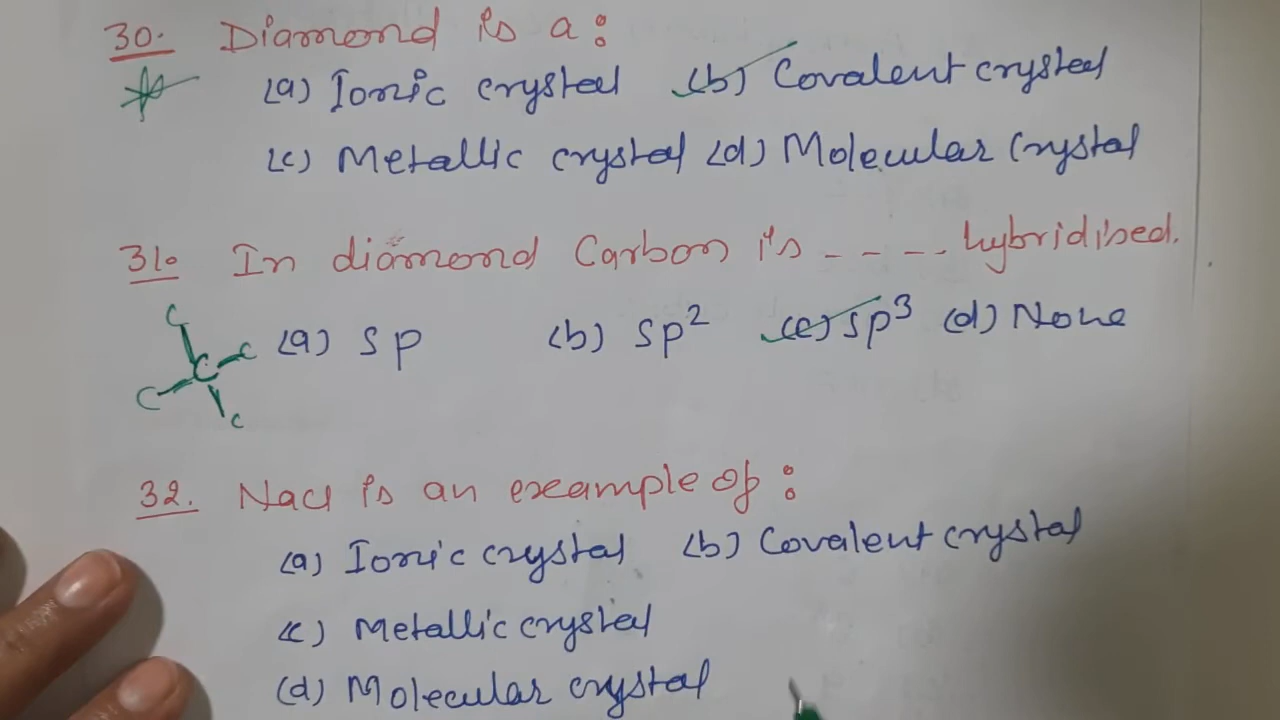 30. Diamond is a:
(a) Ionic crystal (b) Covalent crystal
(c) Metallic crystal (d) Molecular Crystal
31. In diamond Carbon is ---- hybridised.
(a) sp (b) sp² (c) sp³ (d) None
C
C
C
C
C
32. Nacl is an example of:
(a) Ionic crystal (b) Covalent crystal
(c) Metallic crystal
(d) Molecular crystal